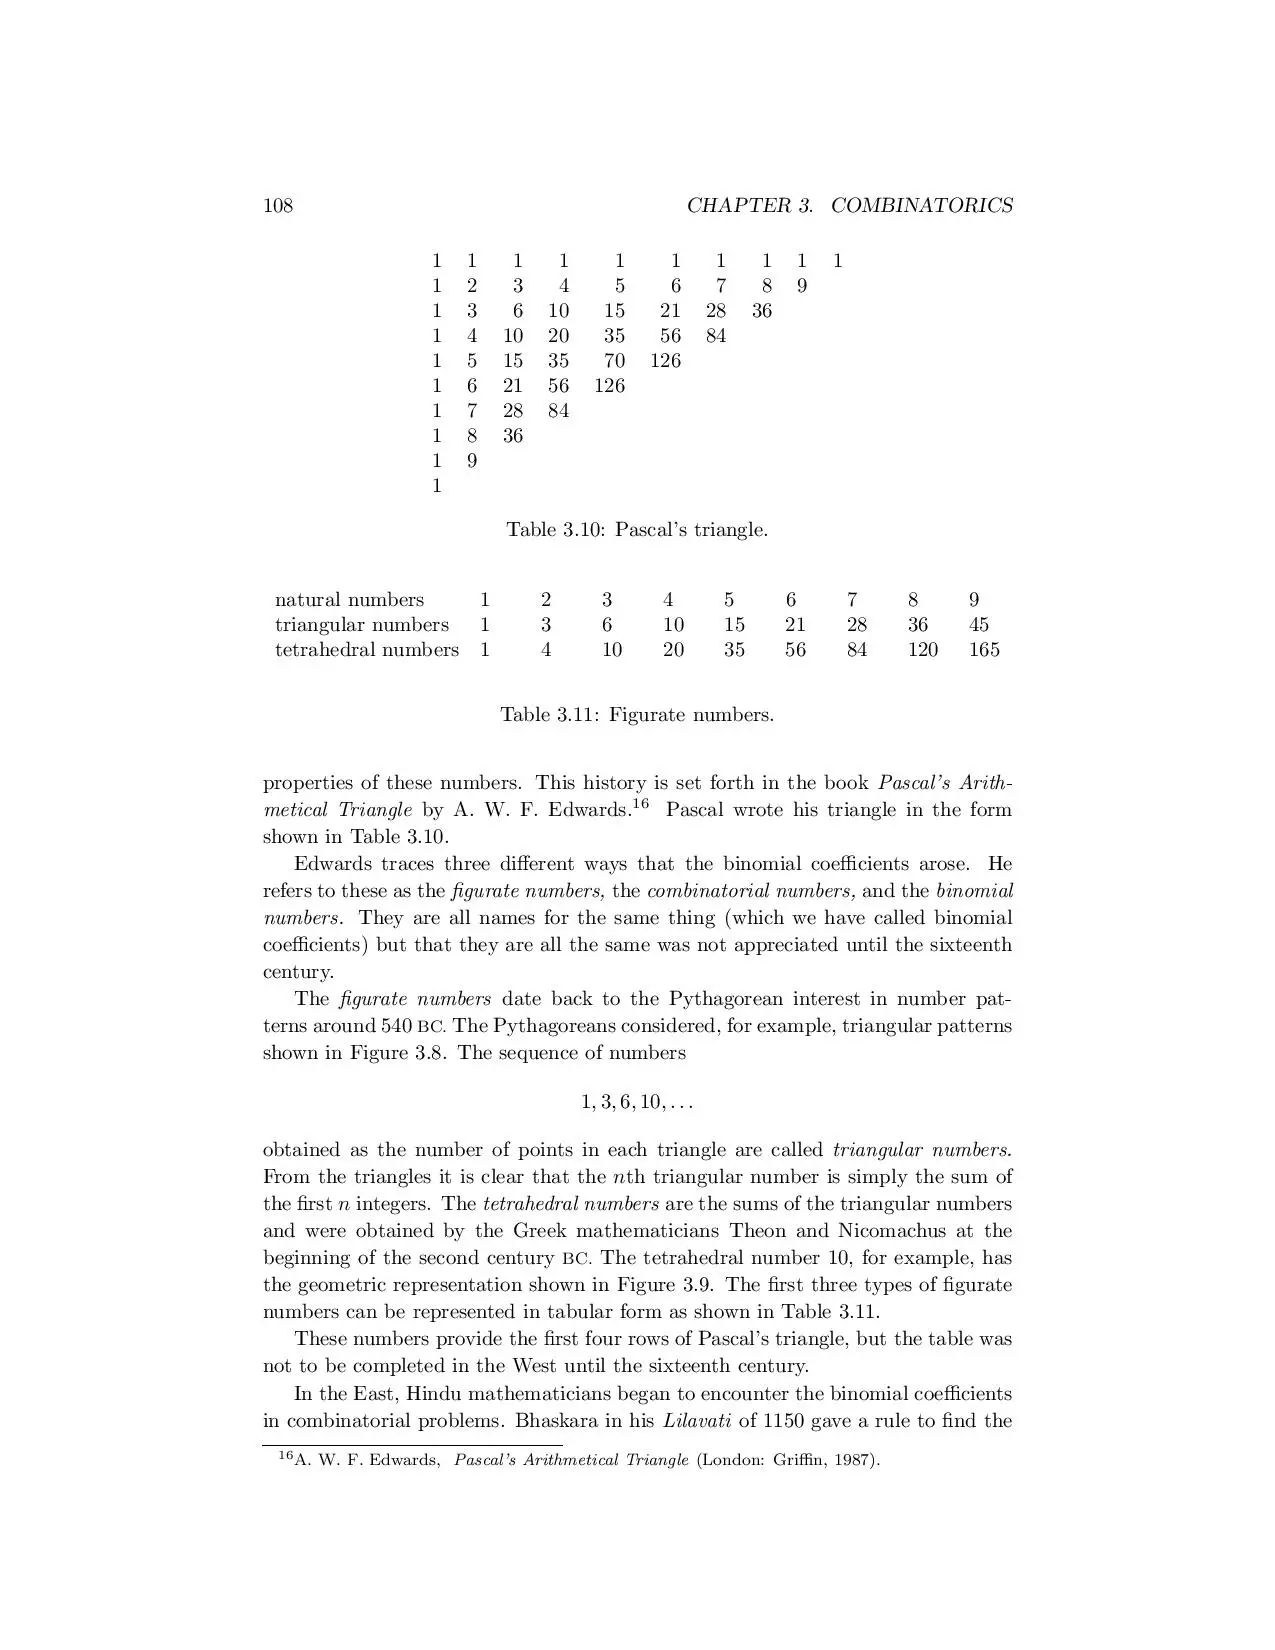 108 CHAPTER 3. COMBINATORICS
1 1 1 1 1 1 1 1 1 1
1 2 3 4 5 6 7 8 9
1 3 6 10 15 21 28 36
1 4 10 20 35 56 84
1 5 15 35 70 126
1 6 21 56 126
1 7 28 84
1 8 36
1 9
1
Table 3.10: Pascal's triangle.
natural numbers 1 2 3 4 5 6 7 8 9
triangular numbers 1 3 6 10 15 21 28 36 45
tetrahedral numbers 1 4 10 20 35 56 84 120 165
Table 3.11: Figurate numbers.
properties of these numbers. This history is set forth in the book Pascal's Arith-
metical Triangle by A. W. F. Edwards.16 Pascal wrote his triangle in the form
shown in Table 3.10.
Edwards traces three different ways that the binomial coefficients arose. He
refers to these as the figurate numbers, the combinatorial numbers, and the binomial
numbers. They are all names for the same thing (which we have called binomial
coefficients) but that they are all the same was not appreciated until the sixteenth
century.
The figurate numbers date back to the Pythagorean interest in number pat-
terns around 540 BC. The Pythagoreans considered, for example, triangular patterns
shown in Figure 3.8. The sequence of numbers
1, 3, 6, 10, . . .
obtained as the number of points in each triangle are called triangular numbers.
From the triangles it is clear that the nth triangular number is simply the sum of
the first n integers. The tetrahedral numbers are the sums of the triangular numbers
and were obtained by the Greek mathematicians Theon and Nicomachus at the
beginning of the second century BC. The tetrahedral number 10, for example, has
the geometric representation shown in Figure 3.9. The first three types of figurate
numbers can be represented in tabular form as shown in Table 3.11.
These numbers provide the first four rows of Pascal's triangle, but the table was
not to be completed in the West until the sixteenth century.
In the East, Hindu mathematicians began to encounter the binomial coefficients
in combinatorial problems. Bhaskara in his Lilavati of 1150 gave a rule to find the
16A. W. F. Edwards, Pascal's Arithmetical Triangle (London: Griffin, 1987).